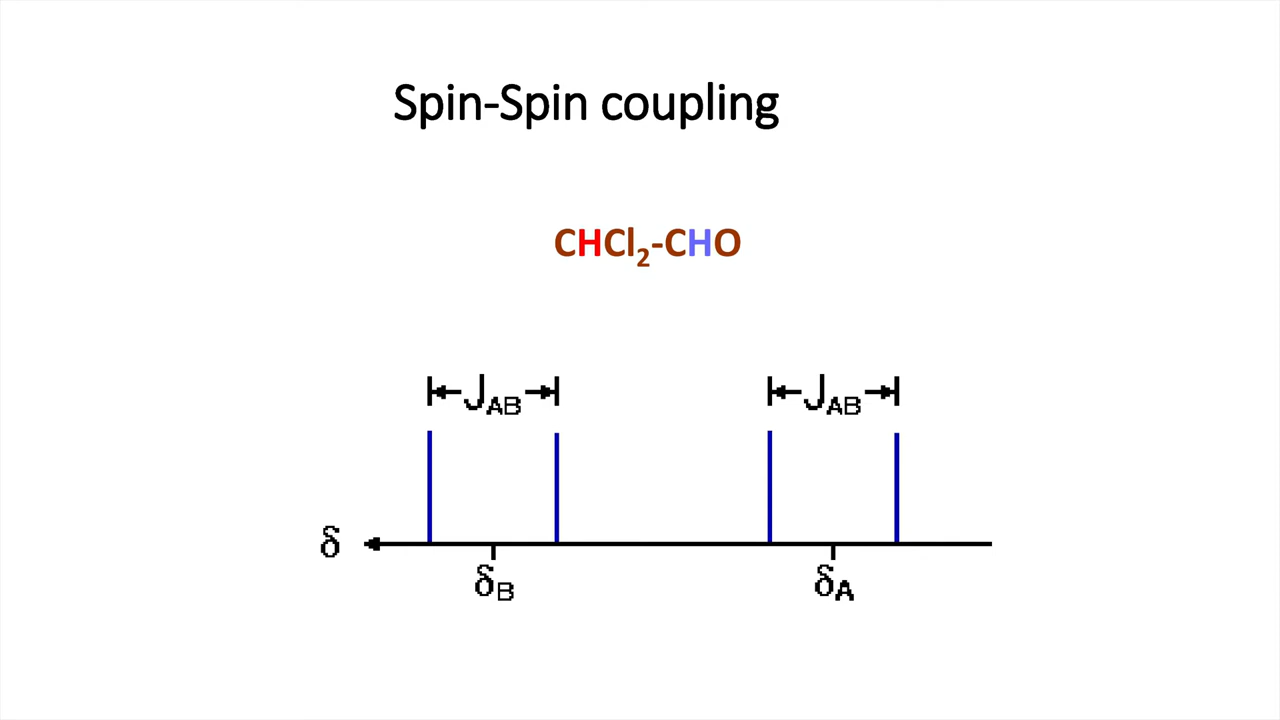 Spin-Spin coupling
CHCl₂-CHO
J_AB J_AB
δ
δ_B δ_A